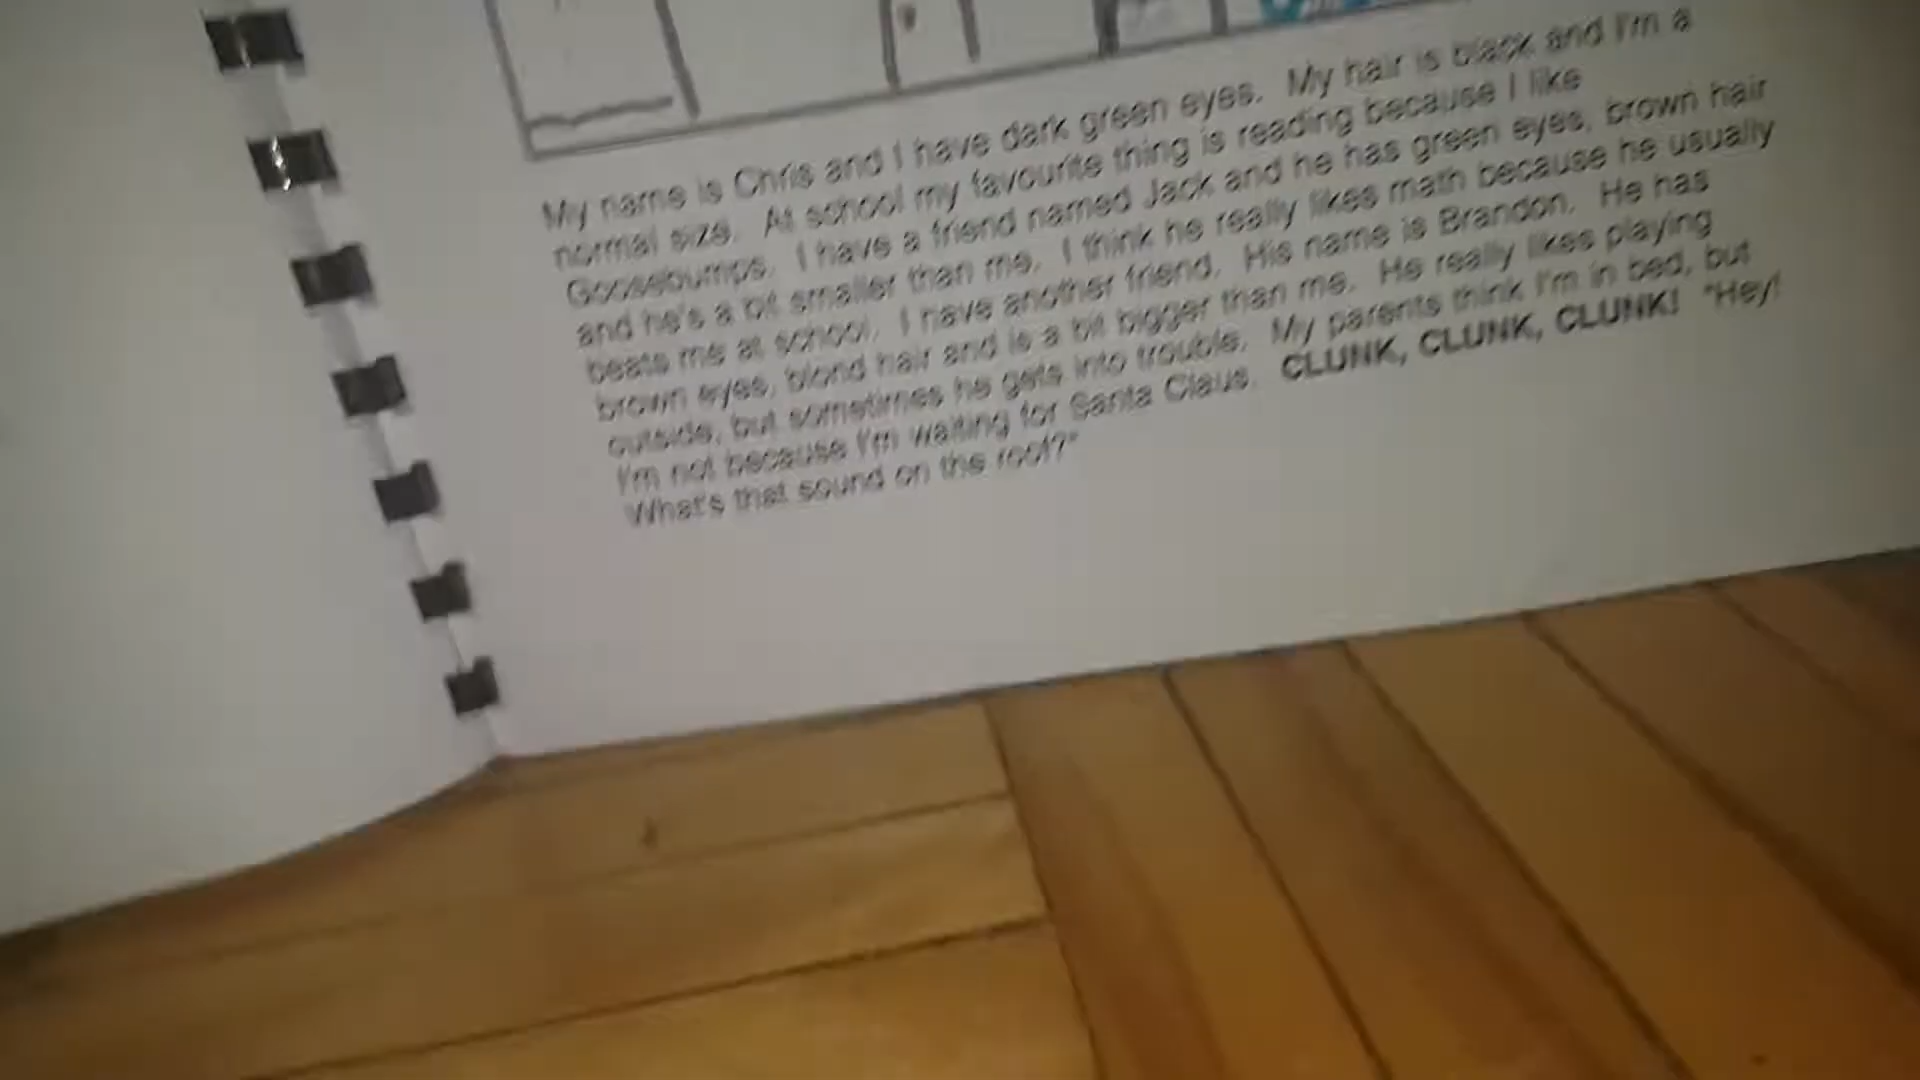 My name is Chris and I have dark green eyes. My hair is black and I'm a
normal size. At school my favourite thing is reading because I like
Goosebumps. I have a friend named Jack and he has green eyes, brown hair
and he's a bit smaller than me. I think he really likes math because he usually
beats me at school. I have another friend. His name is Brandon. He has
brown eyes, blond hair and is a bit bigger than me. He really likes playing
outside, but sometimes he gets into trouble. My parents think I'm in bed, but
I'm not because I'm waiting for Santa Claus. CLUNK, CLUNK, CLUNK! "Hey!
What's that sound on the roof?"